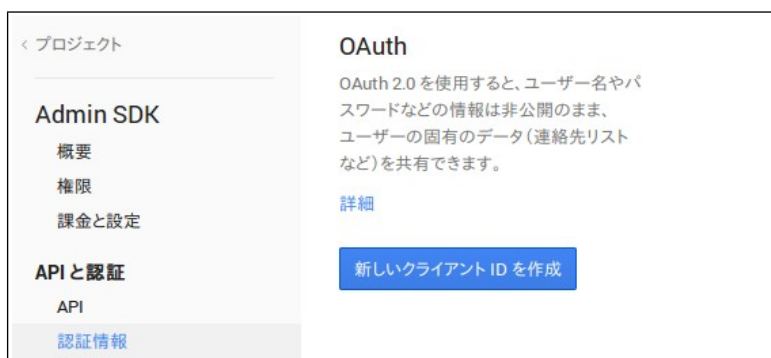 < プロジェクト
Admin SDK
概要
権限
課金と設定
APIと認証
API
認証情報
OAuth
OAuth 2.0 を使用すると、ユーザー名やパ
スワードなどの情報は非公開のまま、
ユーザーの固有のデータ(連絡先リスト
など)を共有できます。
詳細
新しいクライアント ID を作成